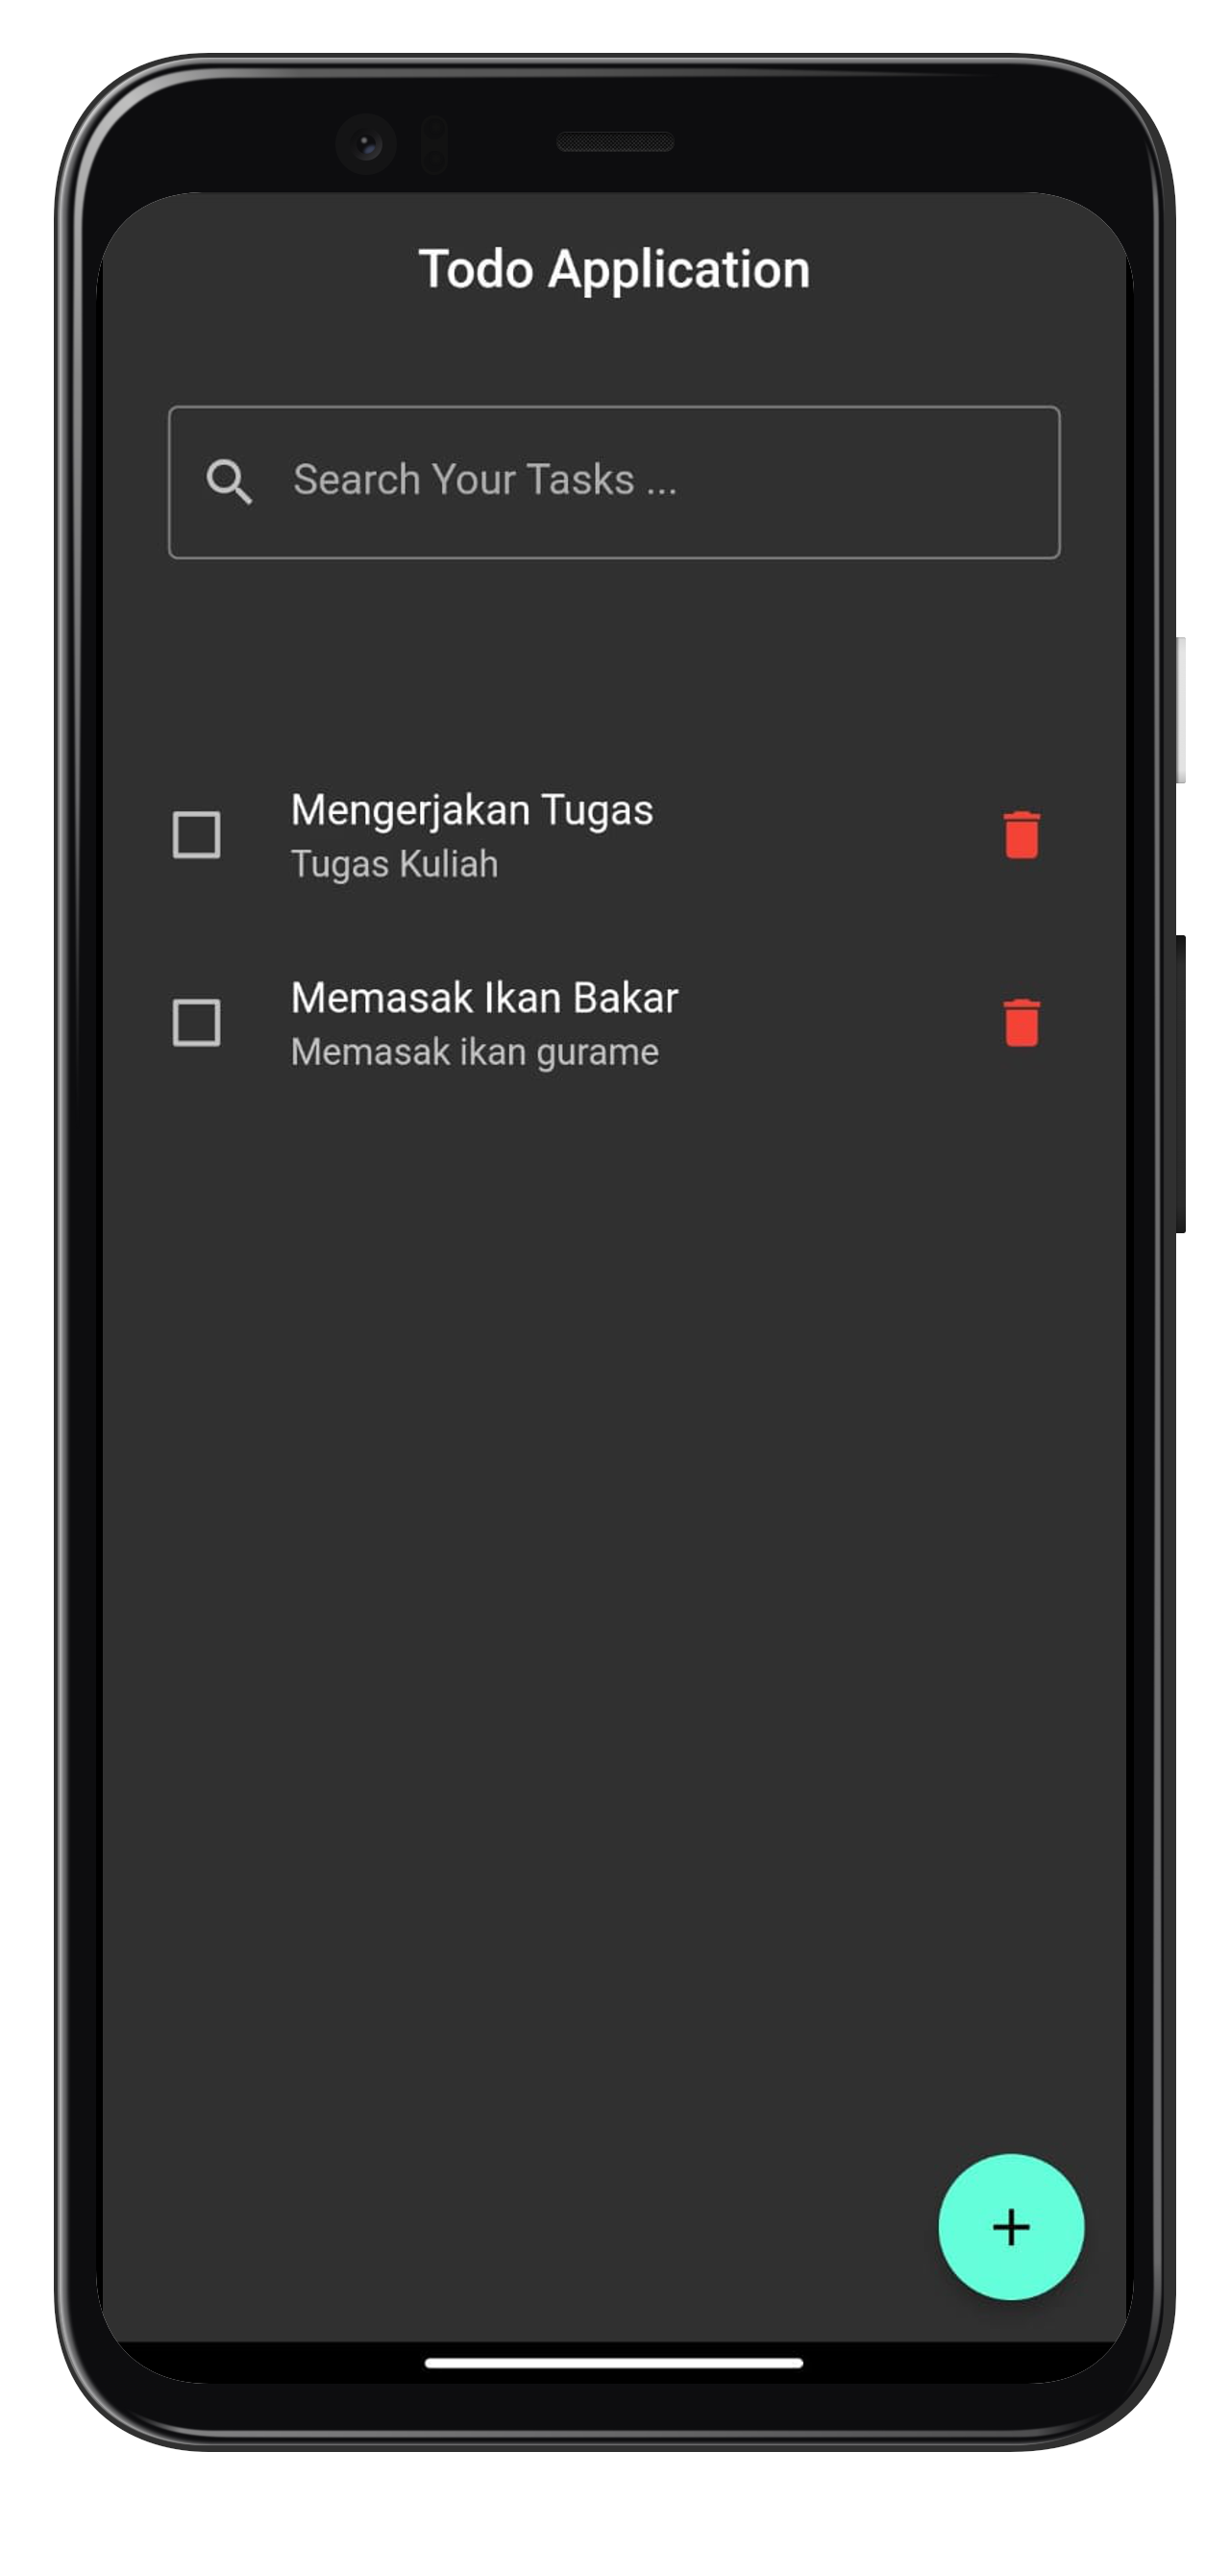 Todo Application
Search Your Tasks ...
Mengerjakan Tugas
Tugas Kuliah
Memasak Ikan Bakar
Memasak ikan gurame
+